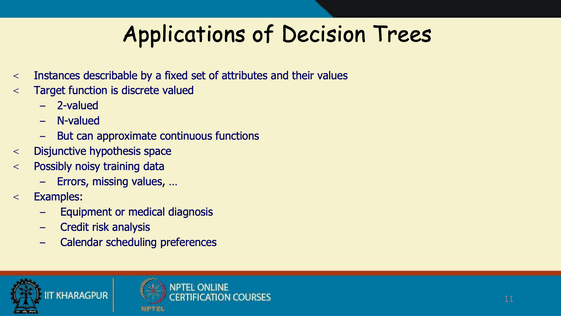 Applications of Decision Trees
< Instances describable by a fixed set of attributes and their values
< Target function is discrete valued
– 2-valued
– N-valued
– But can approximate continuous functions
< Disjunctive hypothesis space
< Possibly noisy training data
– Errors, missing values, …
< Examples:
– Equipment or medical diagnosis
– Credit risk analysis
– Calendar scheduling preferences
IIT KHARAGPUR
NPTEL
NPTEL ONLINE
CERTIFICATION COURSES
11